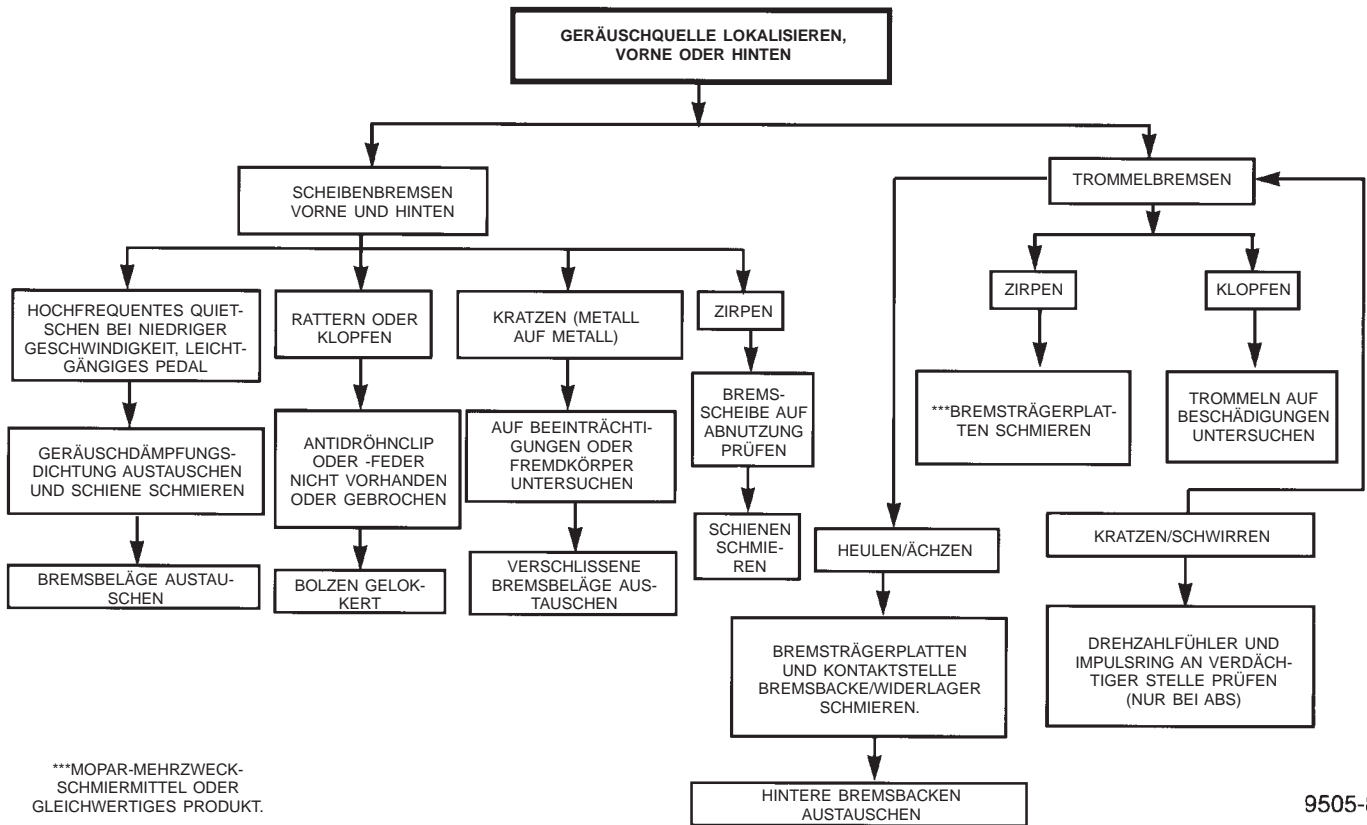 GERÄUSCHQUELLE LOKALISIEREN,
VORNE ODER HINTEN
SCHEIBENBREMSEN
VORNE UND HINTEN
TROMMELBREMSEN
HOCHFREQUENTES QUIET-
SCHEN BEI NIEDRIGER
GESCHWINDIGKEIT, LEICHT-
GÄNGIGES PEDAL
RATTERN ODER
KLOPFEN
KRATZEN (METALL
AUF METALL)
ZIRPEN
ZIRPEN
KLOPFEN
GERÄUSCHDÄMPFUNGS-
DICHTUNG AUSTAUSCHEN
UND SCHIENE SCHMIEREN
ANTIDRÖHNCLIP
ODER -FEDER
NICHT VORHANDEN
ODER GEBROCHEN
AUF BEEINTRÄCHTI-
GUNGEN ODER
FREMDKÖRPER
UNTERSUCHEN
BREMS-
SCHEIBE AUF
ABNUTZUNG
PRÜFEN
***BREMSTRÄGERPLAT-
TEN SCHMIEREN
TROMMELN AUF
BESCHÄDIGUNGEN
UNTERSUCHEN
BREMSBELÄGE AUSTAU-
SCHEN
BOLZEN GELOK-
KERT
VERSCHLISSENE
BREMSBELÄGE AUS-
TAUSCHEN
SCHIENEN
SCHMIE-
REN
HEULEN/ÄCHZEN
KRATZEN/SCHWIRREN
BREMSTRÄGERPLATTEN
UND KONTAKTSTELLE
BREMSBACKE/WIDERLAGER
SCHMIEREN.
DREHZAHLFÜHLER UND
IMPULSRING AN VERDÄCH-
TIGER STELLE PRÜFEN
(NUR BEI ABS)
HINTERE BREMSBACKEN
AUSTAUSCHEN
***MOPAR-MEHRZWECK-
SCHMIERMITTEL ODER
GLEICHWERTIGES PRODUKT.